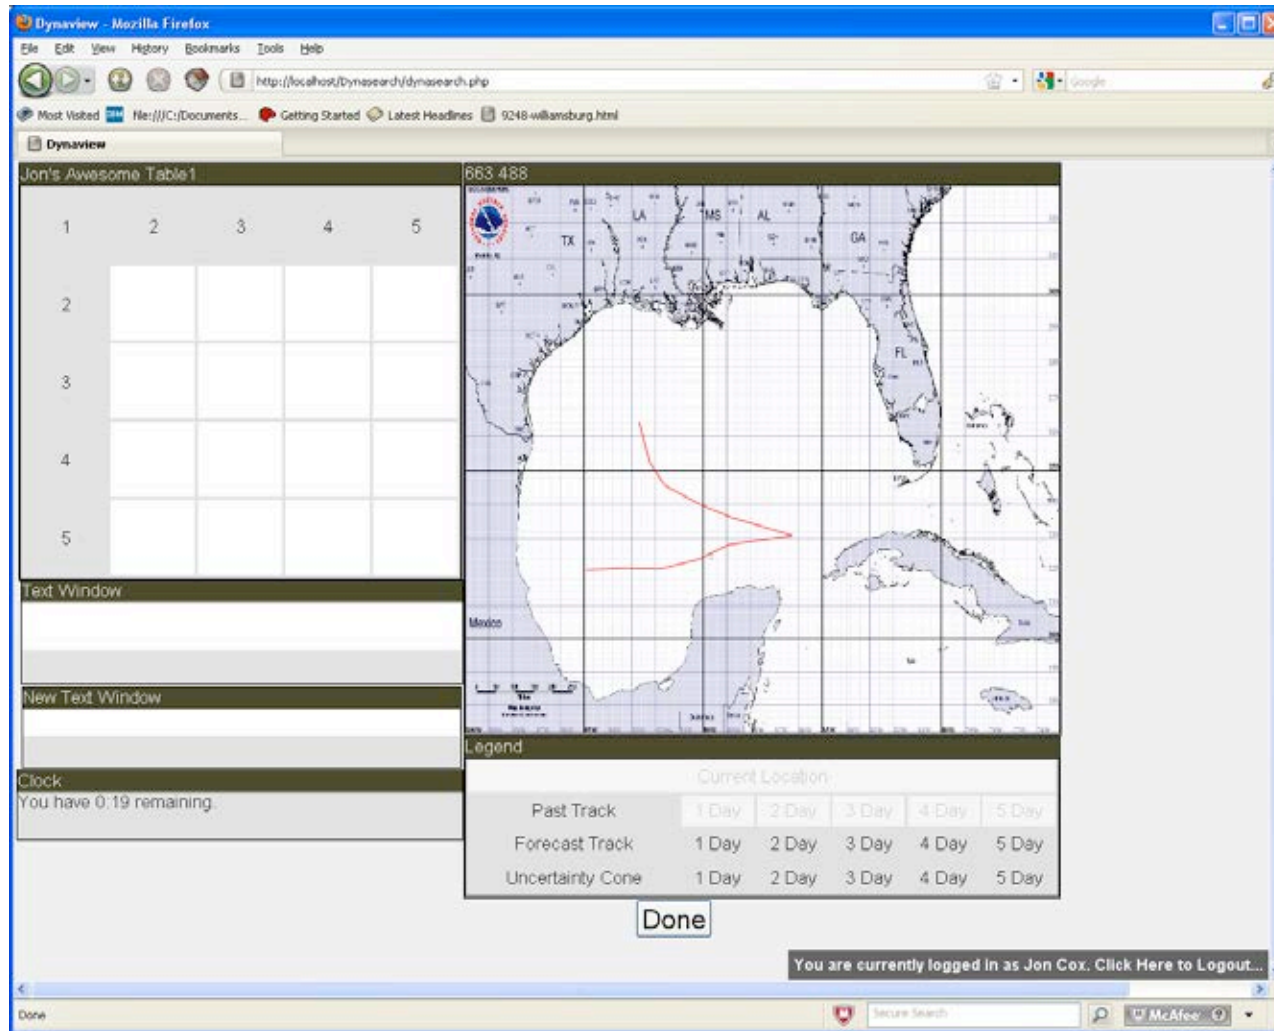 Dynaview - Mozilla Firefox
File Edit View History Bookmarks Tools Help
http://localhost/Dynasearch/dynasearch.php
Google
Most Visited IBM file:///C:/Documents... Getting Started Latest Headlines 9248-williamsburg.html
Dynaview
Jon's Awesome Table1
1 2 3 4 5
2
3
4
5
Text Window
New Text Window
Clock
You have 0:19 remaining.
663 488
LA MS AL
TX GA
FL
Mexico
Legend
Current Location
Past Track 1 Day 2 Day 3 Day 4 Day 5 Day
Forecast Track 1 Day 2 Day 3 Day 4 Day 5 Day
Uncertainty Cone 1 Day 2 Day 3 Day 4 Day 5 Day
Done
You are currently logged in as Jon Cox. Click Here to Logout...
Done
Secure Search
McAfee